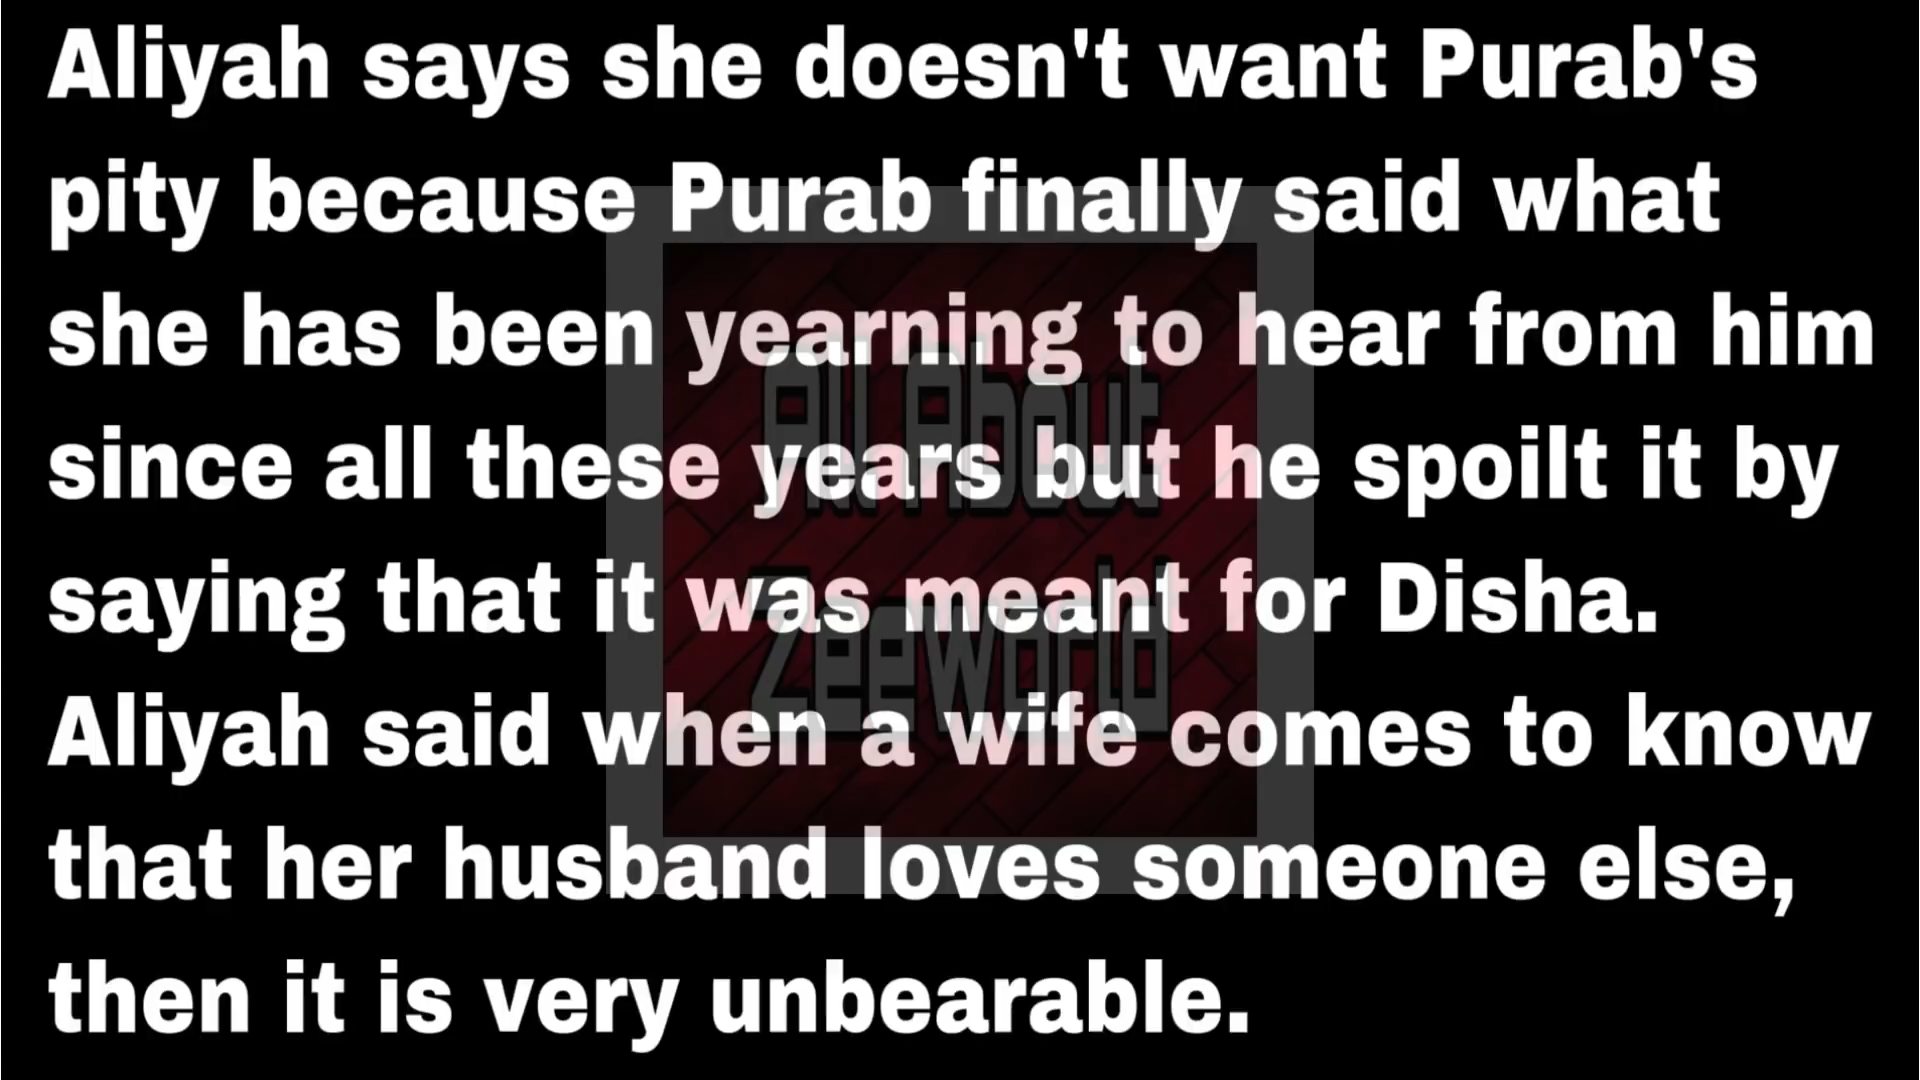 Aliyah says she doesn't want Purab's
pity because Purab finally said what
she has been yearning to hear from him
since all these years but he spoilt it by
saying that it was meant for Disha.
Aliyah said when a wife comes to know
that her husband loves someone else,
then it is very unbearable.
All About
Zeeworld